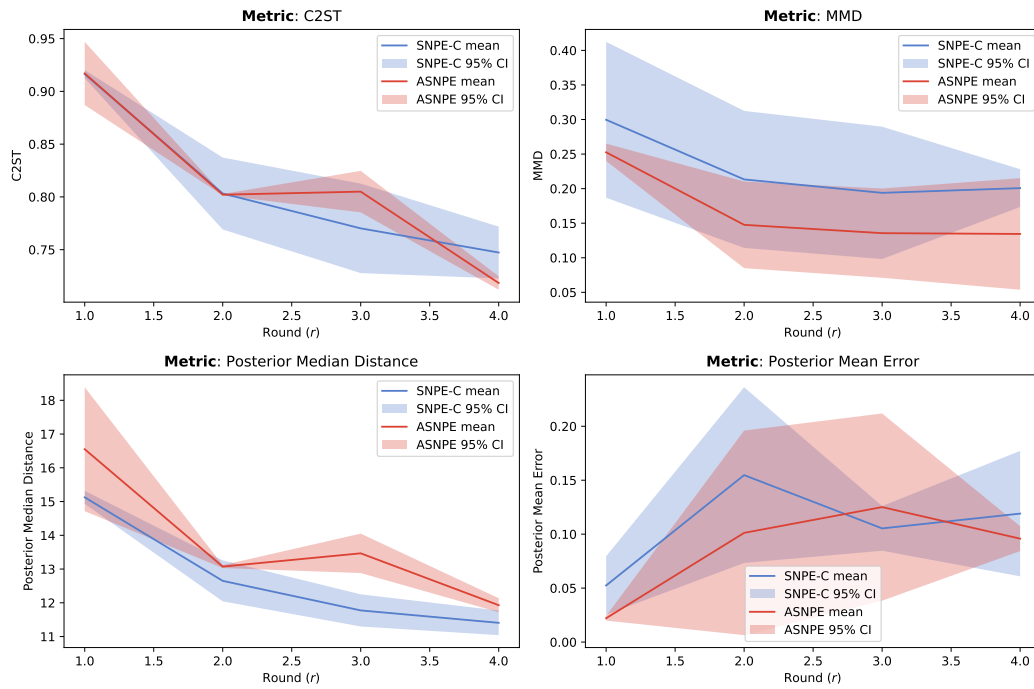 Metric: C2ST
0.95
0.90
0.85
0.80
0.75
C2ST
SNPE-C mean
SNPE-C 95% CI
ASNPE mean
ASNPE 95% CI
1.0 1.5 2.0 2.5 3.0 3.5 4.0
Round (r)
Metric: MMD
0.40
0.35
0.30
0.25
0.20
0.15
0.10
0.05
MMD
SNPE-C mean
SNPE-C 95% CI
ASNPE mean
ASNPE 95% CI
1.0 1.5 2.0 2.5 3.0 3.5 4.0
Round (r)
Metric: Posterior Median Distance
18
17
16
15
14
13
12
11
Posterior Median Distance
SNPE-C mean
SNPE-C 95% CI
ASNPE mean
ASNPE 95% CI
1.0 1.5 2.0 2.5 3.0 3.5 4.0
Round (r)
Metric: Posterior Mean Error
0.20
0.15
0.10
0.05
0.00
Posterior Mean Error
SNPE-C mean
SNPE-C 95% CI
ASNPE mean
ASNPE 95% CI
1.0 1.5 2.0 2.5 3.0 3.5 4.0
Round (r)